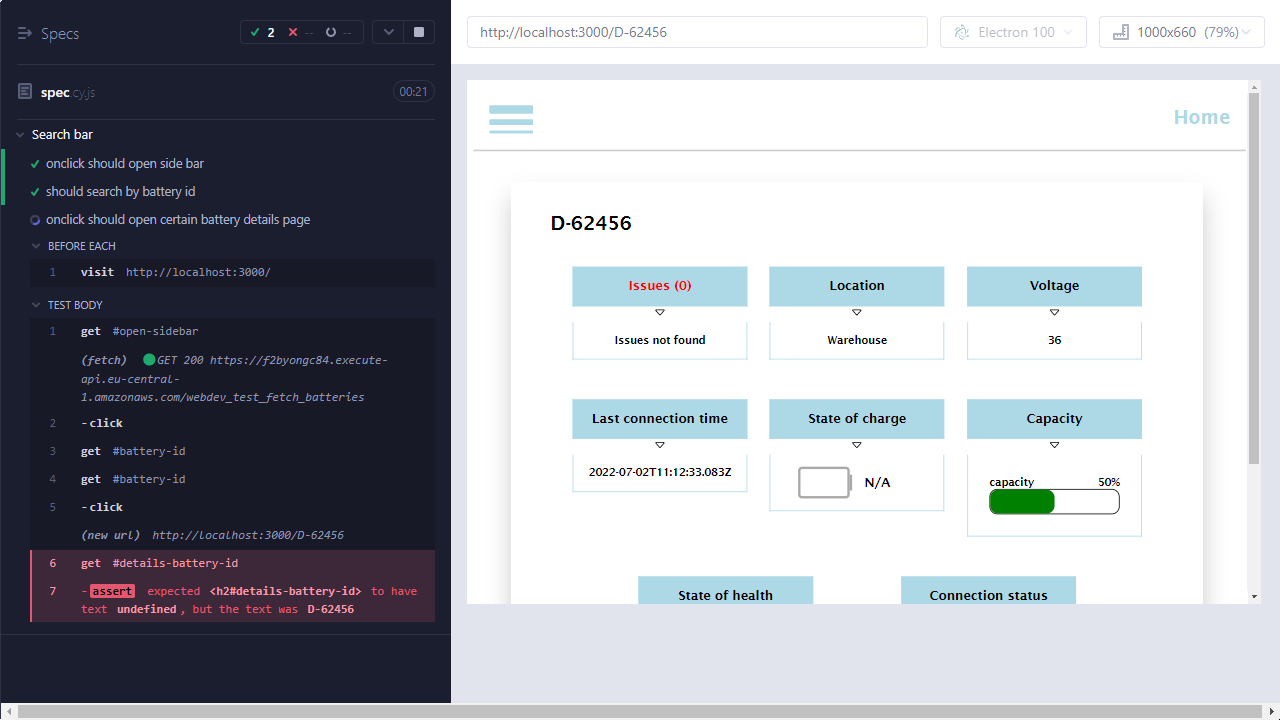 Specs
2 -- --
spec.cy.js
00:21
Search bar
onclick should open side bar
should search by battery id
onclick should open certain battery details page
BEFORE EACH
1 visit http://localhost:3000/
TEST BODY
1 get #open-sidebar
(fetch) GET 200 https://f2byongc84.execute-
api.eu-central-
1.amazonaws.com/webdev_test_fetch_batteries
2 -click
3 get #battery-id
4 get #battery-id
5 -click
(new url) http://localhost:3000/D-62456
6 get #details-battery-id
7 -assert expected <h2#details-battery-id> to have
text undefined, but the text was D-62456
http://localhost:3000/D-62456
Electron 100
1000x660 (79%)
Home
D-62456
Issues (0)
Location
Voltage
Issues not found
Warehouse
36
Last connection time
State of charge
Capacity
2022-07-02T11:12:33.083Z
N/A
capacity 50%
State of health
Connection status